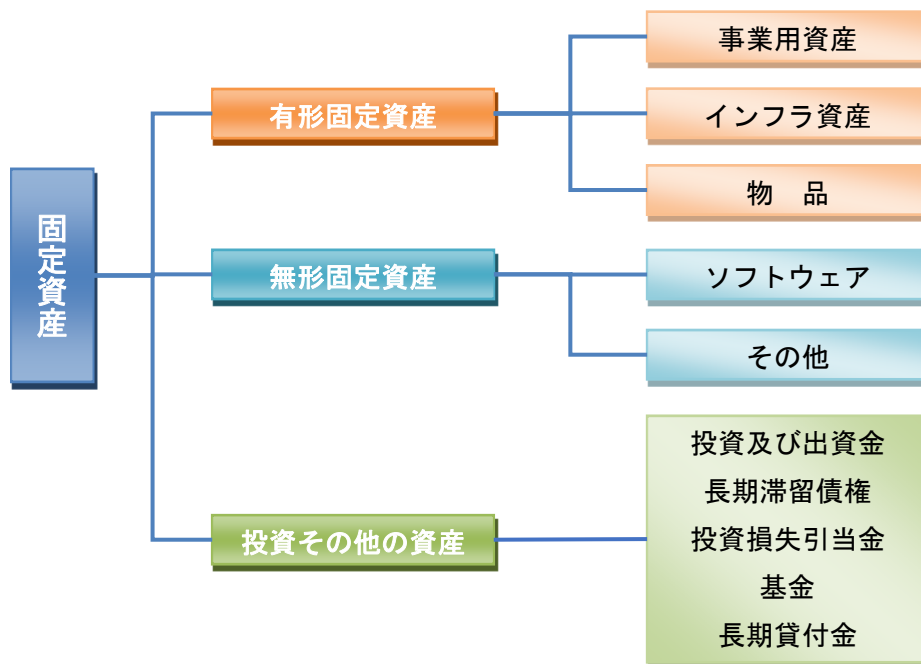 固定資産
有形固定資産
事業用資産
インフラ資産
物　品
無形固定資産
ソフトウェア
その他
投資その他の資産
投資及び出資金
長期滞留債権
投資損失引当金
基金
長期貸付金